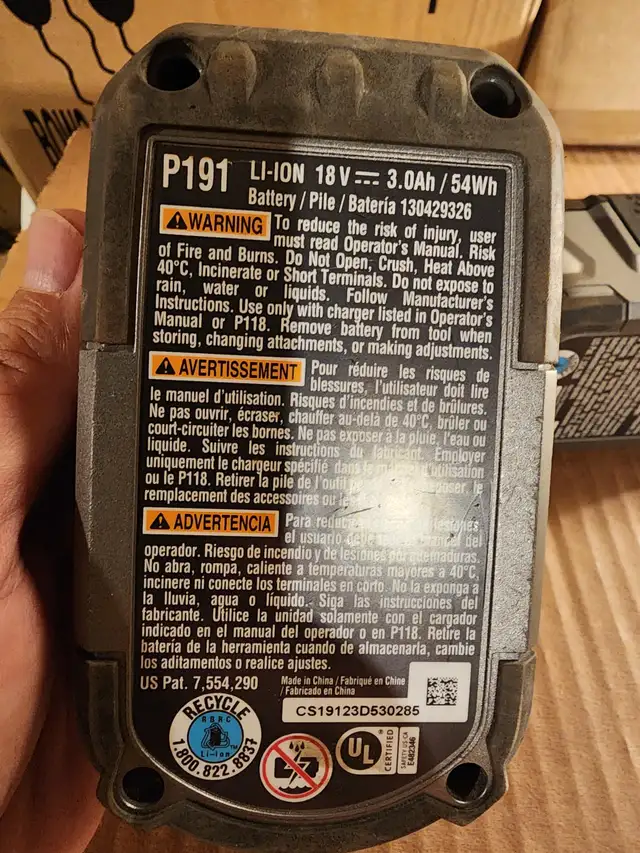 P191 LI-ION 18V 3.0Ah / 54Wh
Battery / Pile / Batería 130429326
WARNING To reduce the risk of injury, user
must read Operator's Manual. Risk
of Fire and Burns. Do Not Open, Crush, Heat Above
40°C, Incinerate or Short Terminals. Do not expose to
rain, water or liquids. Follow Manufacturer's
Instructions. Use only with charger listed in Operator's
Manual or P118. Remove battery from tool when
storing, changing attachments, or making adjustments.
AVERTISSEMENT Pour réduire les risques de
blessures, l'utilisateur doit lire
le manuel d'utilisation. Risques d'incendies et de brûlures.
Ne pas ouvrir, écraser, chauffer au-delà de 40°C, brûler ou
court-circuiter les bornes. Ne pas exposer à la pluie, l'eau ou
liquide. Suivre les instructions du fabricant. Employer
uniquement le chargeur spécifié dans le manuel d'utilisation
ou le P118. Retirer la pile de l'outil
remplacement des accessoires ou
ADVERTENCIA Para reducir lesiones,
el usuario debe manual del
operador. Riesgo de incendio y de lesiones por quemaduras.
No abra, rompa, caliente a temperaturas mayores a 40°C,
incinere ni conecte los terminales en corto. No la exponga a
la lluvia, agua o líquido. Siga las instrucciones del
fabricante. Utilice la unidad solamente con el cargador
indicado en el manual del operador o en P118. Retire la
batería de la herramienta cuando de almacenarla, cambie
los aditamentos o realice ajustes.
US Pat. 7,554,290
Made in China / Fabriqué en Chine
/ Fabricado en China
CS19123D530285
RECYCLE
RBRC
Li-Ion
TM
1.800.822.8837
UL
CERTIFIED
SAFETY US CA
E482346